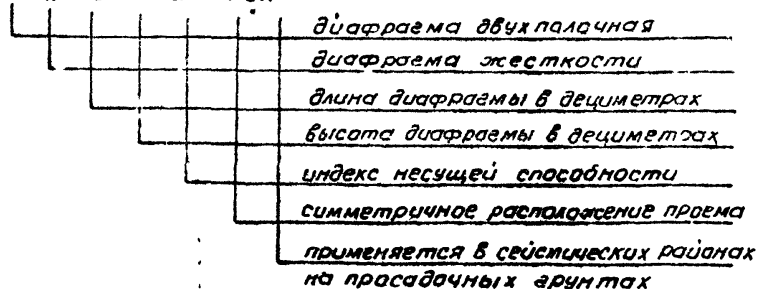 диафрагма двухполочная
диафрагма жесткости
длина диафрагмы в дециметрах
высота диафрагмы в дециметрах
индекс несущей способности
симметричное расположение проема
применяется в сейсмических районах
на просадочных грунтах